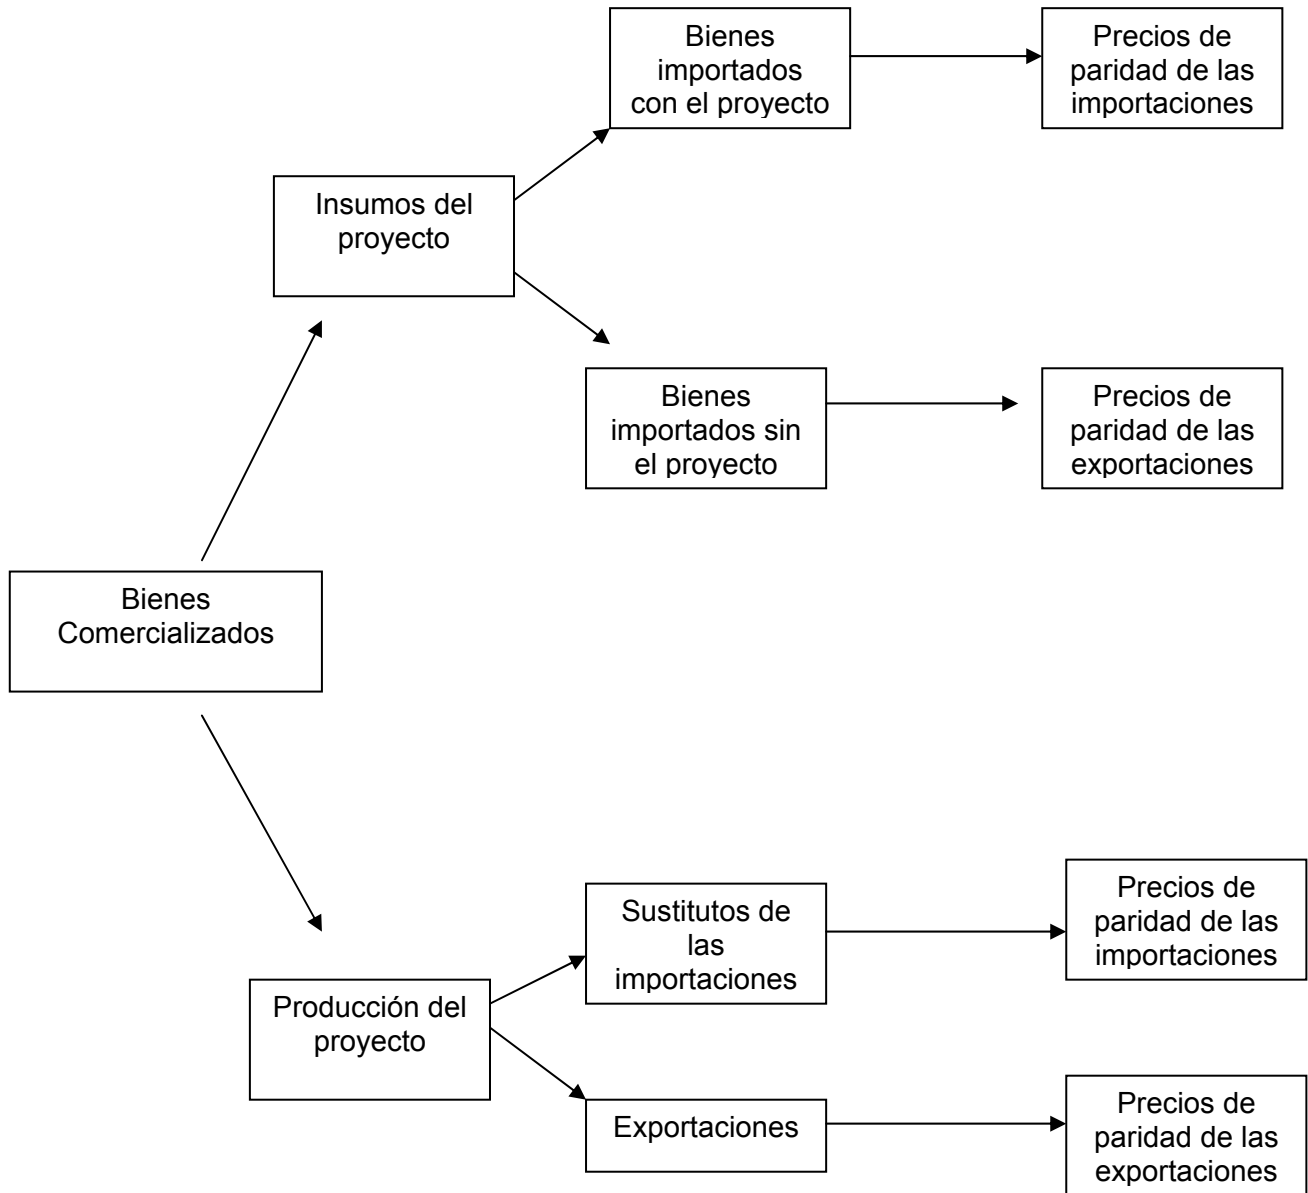 Bienes
importados
con el proyecto
Precios de
paridad de las
importaciones
Insumos del
proyecto
Bienes
importados sin
el proyecto
Precios de
paridad de las
exportaciones
Bienes
Comercializados
Sustitutos de
las
importaciones
Precios de
paridad de las
importaciones
Producción del
proyecto
Exportaciones
Precios de
paridad de las
exportaciones